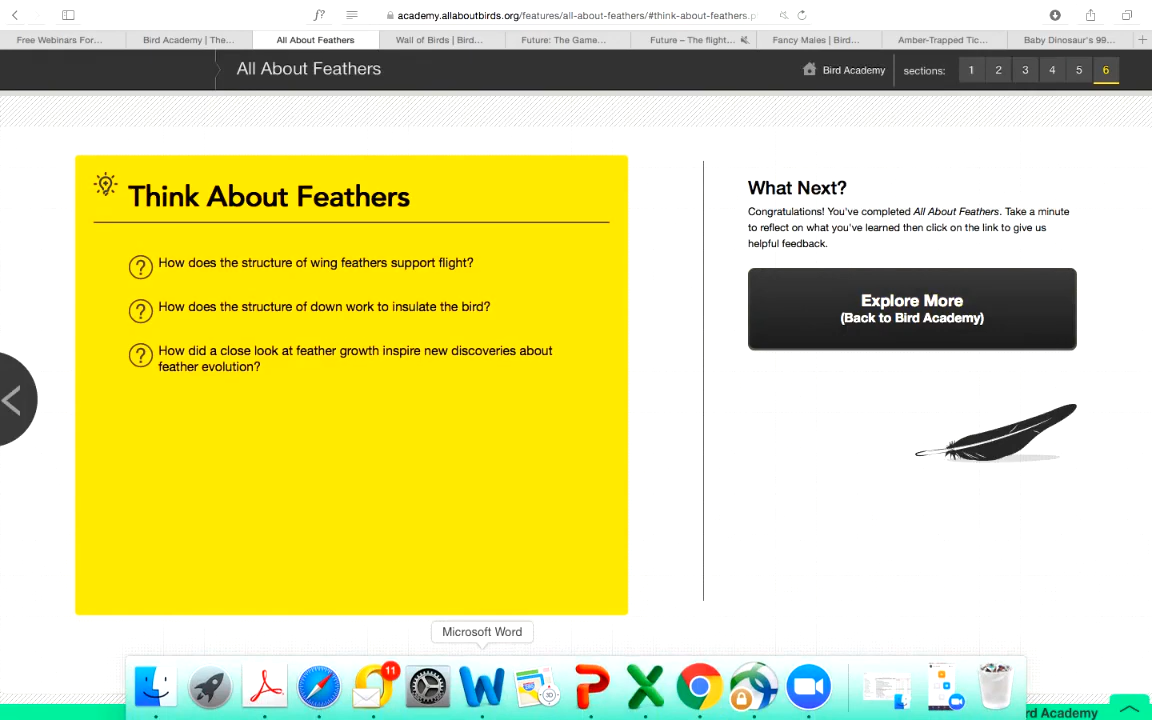 academy.allaboutbirds.org/features/all-about-feathers/#think-about-feathers.p
Free Webinars For...
Bird Academy | The...
All About Feathers
Wall of Birds | Bird...
Future: The Game...
Future – The flight...
Fancy Males | Bird...
Amber-Trapped Tic...
Baby Dinosaur's 99...
All About Feathers
Bird Academy
sections:
1 2 3 4 5 6
Think About Feathers
? How does the structure of wing feathers support flight?
? How does the structure of down work to insulate the bird?
? How did a close look at feather growth inspire new discoveries about
feather evolution?
What Next?
Congratulations! You've completed All About Feathers. Take a minute
to reflect on what you've learned then click on the link to give us
helpful feedback.
Explore More
(Back to Bird Academy)
Microsoft Word
11
3D
rd Academy